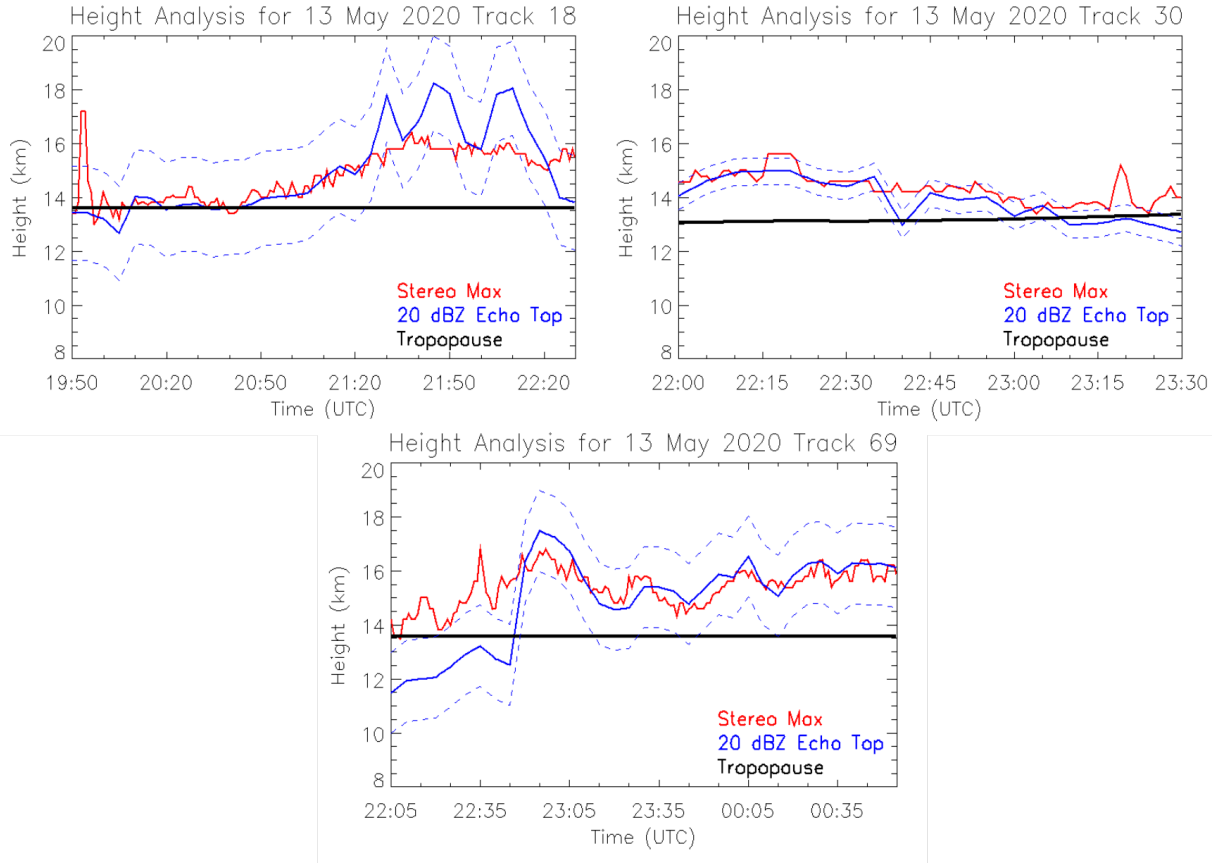 Height Analysis for 13 May 2020 Track 18
20
18
16
14
12
10
8
Height (km)
Stereo Max
20 dBZ Echo Top
Tropopause
19:50 20:20 20:50 21:20 21:50 22:20
Time (UTC)
Height Analysis for 13 May 2020 Track 30
20
18
16
14
12
10
8
Height (km)
Stereo Max
20 dBZ Echo Top
Tropopause
22:00 22:15 22:30 22:45 23:00 23:15 23:30
Time (UTC)
Height Analysis for 13 May 2020 Track 69
20
18
16
14
12
10
8
Height (km)
Stereo Max
20 dBZ Echo Top
Tropopause
22:05 22:35 23:05 23:35 00:05 00:35
Time (UTC)